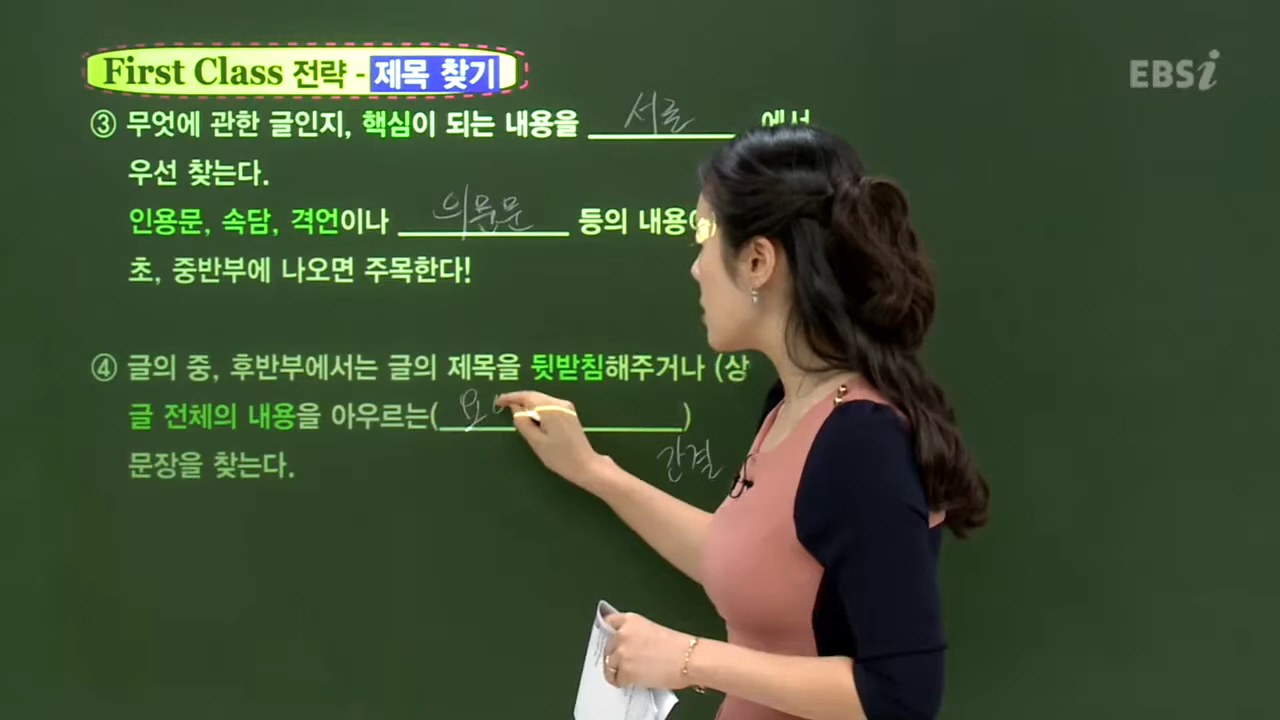 First Class 전략 - 제목 찾기
EBSi
③ 무엇에 관한 글인지, 핵심이 되는 내용을 서론 에서
우선 찾는다.
인용문, 속담, 격언이나 의문문 등의 내용이
초, 중반부에 나오면 주목한다!
④ 글의 중, 후반부에서는 글의 제목을 뒷받침해주거나 (상
글 전체의 내용을 아우르는( )
간결
문장을 찾는다.